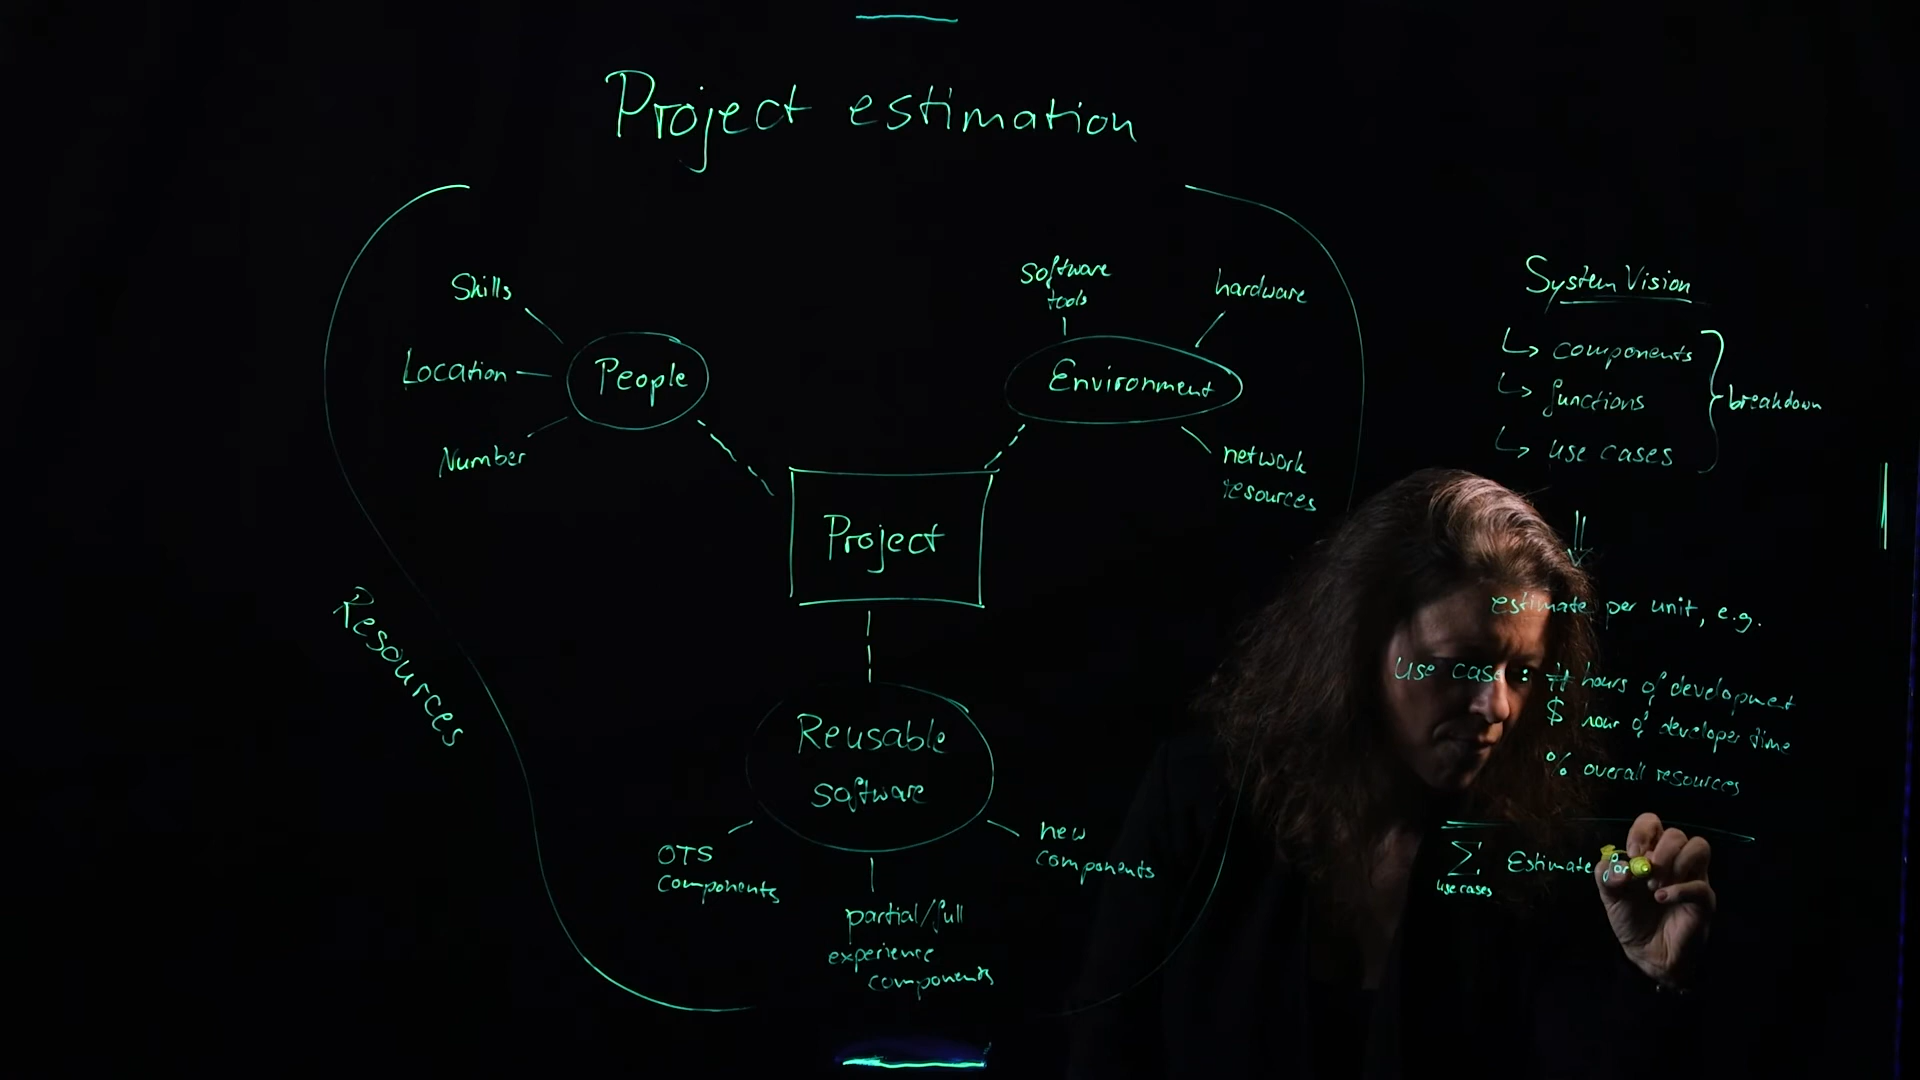 Project estimation
Skills
Location
Number
People
software
tools
hardware
Environment
network
resources
Project
Resources
Reusable
software
OTS
components
partial/full
experience
components
new
components
System Vision
↳ components
↳ functions
↳ use cases
breakdown
estimate per unit, e.g.
use case : # hours of development
$ hour of developer time
% overall resources
∑ Estimate for
use cases